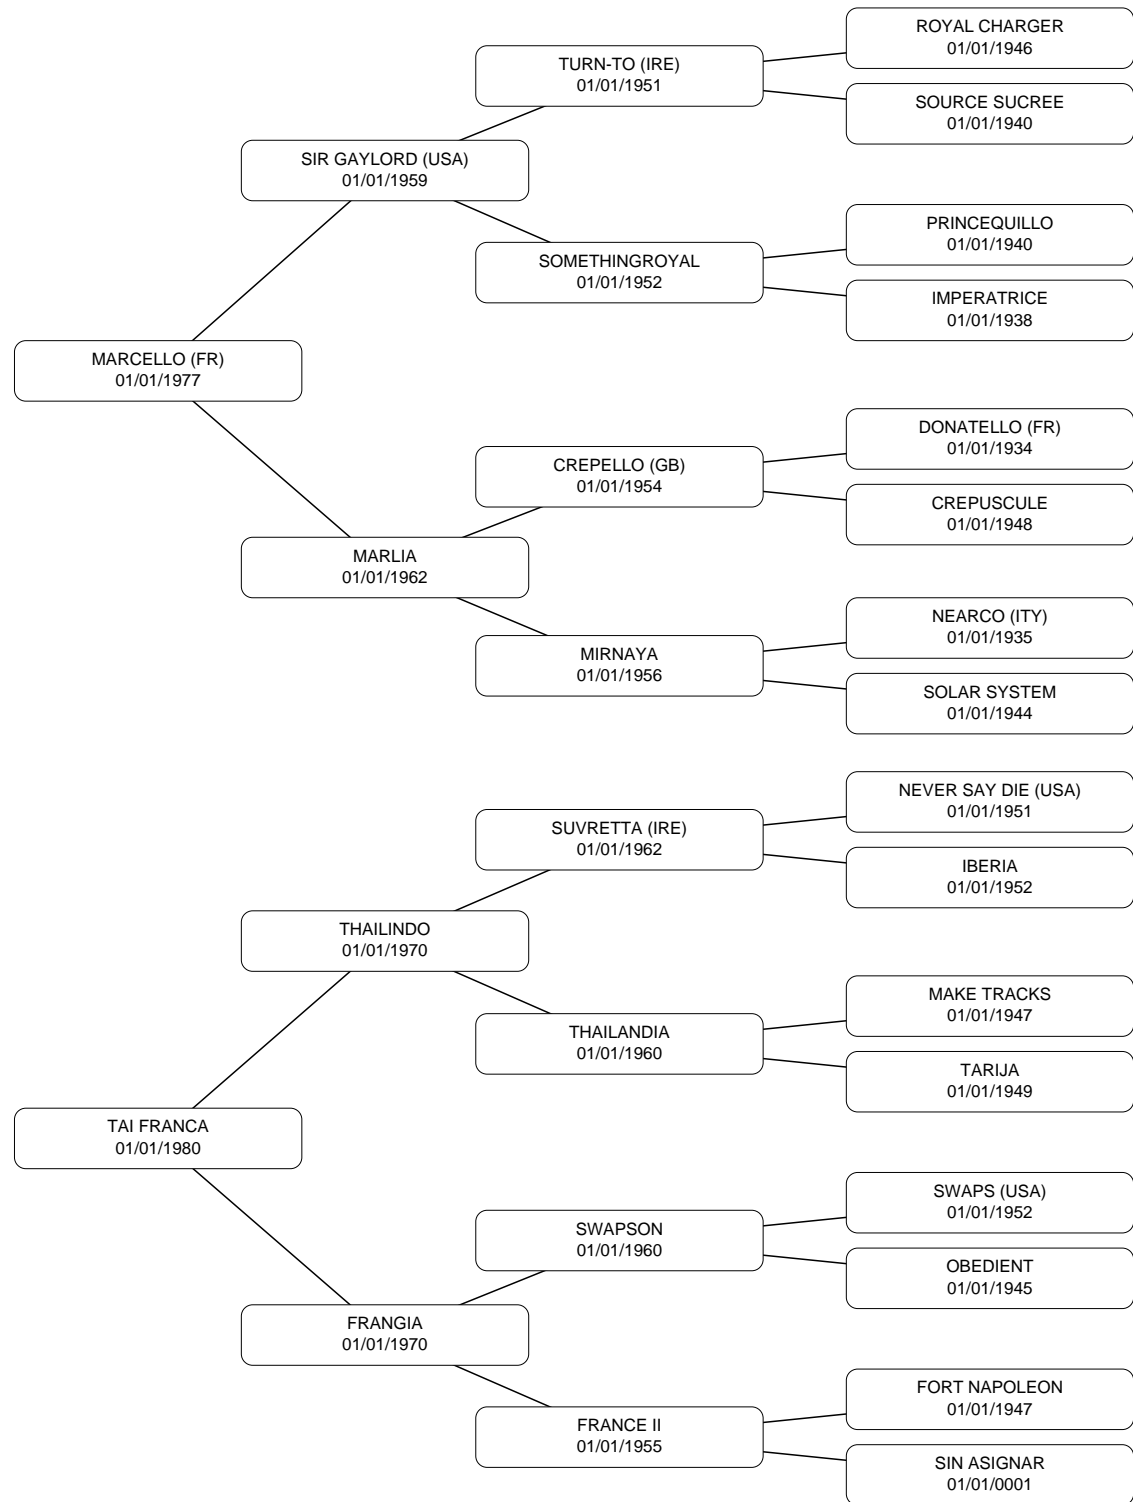 ROYAL CHARGER
01/01/1946
TURN-TO (IRE)
01/01/1951
SOURCE SUCREE
01/01/1940
SIR GAYLORD (USA)
01/01/1959
PRINCEQUILLO
01/01/1940
SOMETHINGROYAL
01/01/1952
IMPERATRICE
01/01/1938
MARCELLO (FR)
01/01/1977
DONATELLO (FR)
01/01/1934
CREPELLO (GB)
01/01/1954
CREPUSCULE
01/01/1948
MARLIA
01/01/1962
NEARCO (ITY)
01/01/1935
MIRNAYA
01/01/1956
SOLAR SYSTEM
01/01/1944
NEVER SAY DIE (USA)
01/01/1951
SUVRETTA (IRE)
01/01/1962
IBERIA
01/01/1952
THAILINDO
01/01/1970
MAKE TRACKS
01/01/1947
THAILANDIA
01/01/1960
TARIJA
01/01/1949
TAI FRANCA
01/01/1980
SWAPS (USA)
01/01/1952
SWAPSON
01/01/1960
OBEDIENT
01/01/1945
FRANGIA
01/01/1970
FORT NAPOLEON
01/01/1947
FRANCE II
01/01/1955
SIN ASIGNAR
01/01/0001